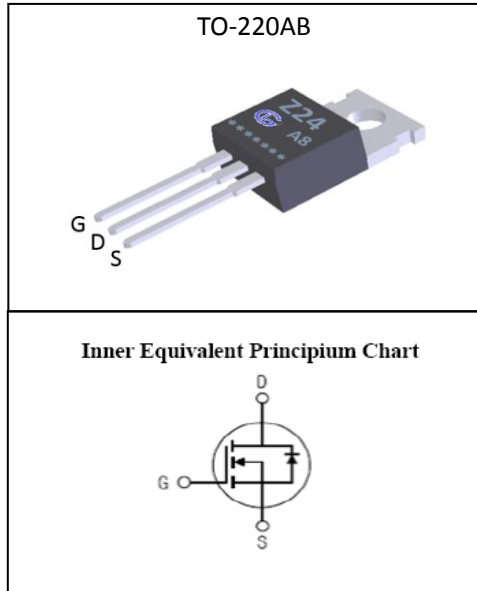 TO-220AB
Z24
A8
*******
G
D
S
Inner Equivalent Principium Chart
D
G
S